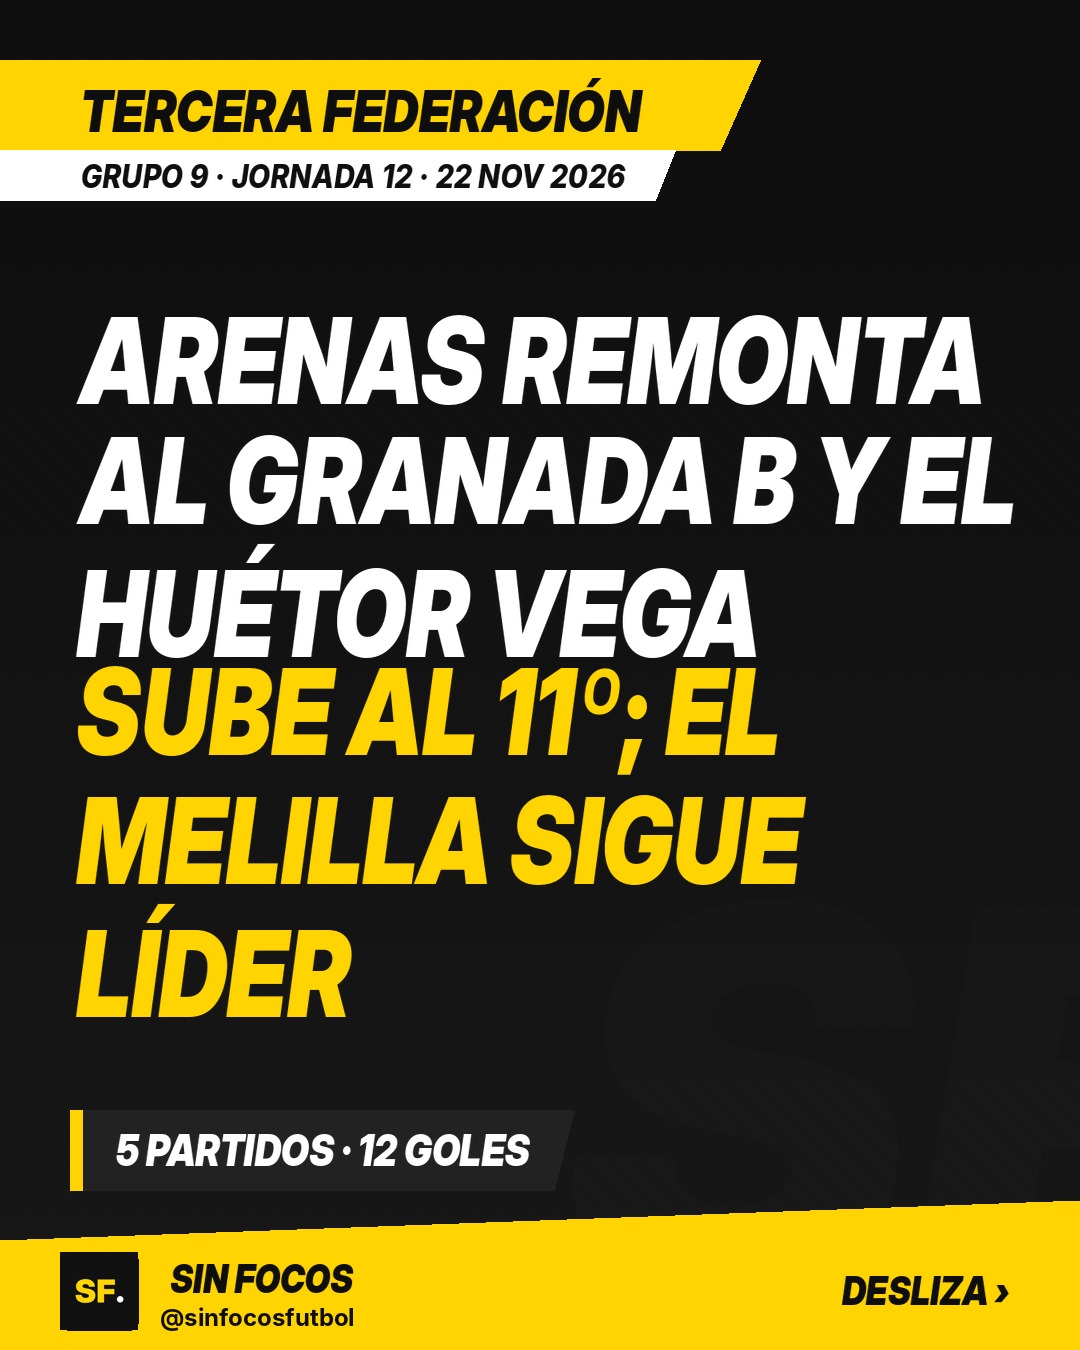 TERCERA FEDERACIÓN
GRUPO 9 · JORNADA 12 · 22 NOV 2026
ARENAS REMONTA
AL GRANADA B Y EL
HUÉTOR VEGA
SUBE AL 11º; EL
MELILLA SIGUE
LÍDER
5 PARTIDOS · 12 GOLES
SF.
SIN FOCOS
@sinfocosfutbol
DESLIZA ›
SF